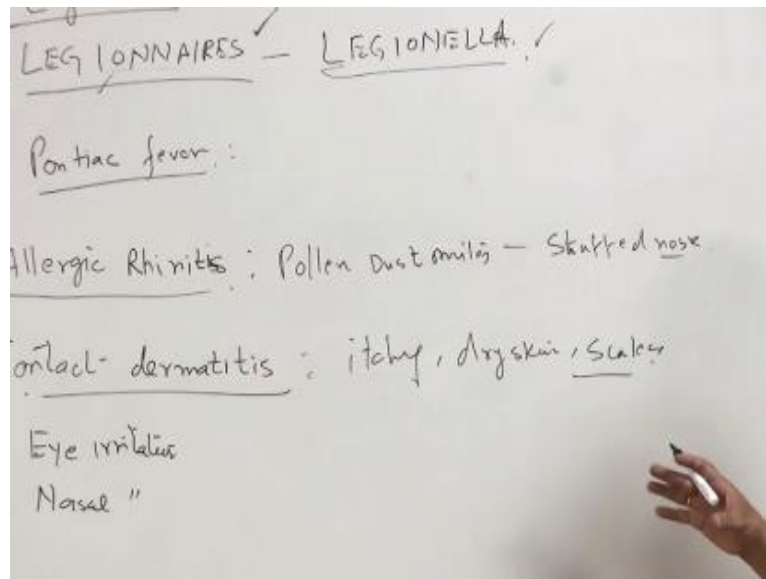 LEGIONNAIRES – LEGIONELLA.
Pontiac fever :
Allergic Rhinitis : Pollen Dust mites – Stuffed nose
ontact- dermatitis : itchy, dry skin, scales
Eye irritation
Nasal "